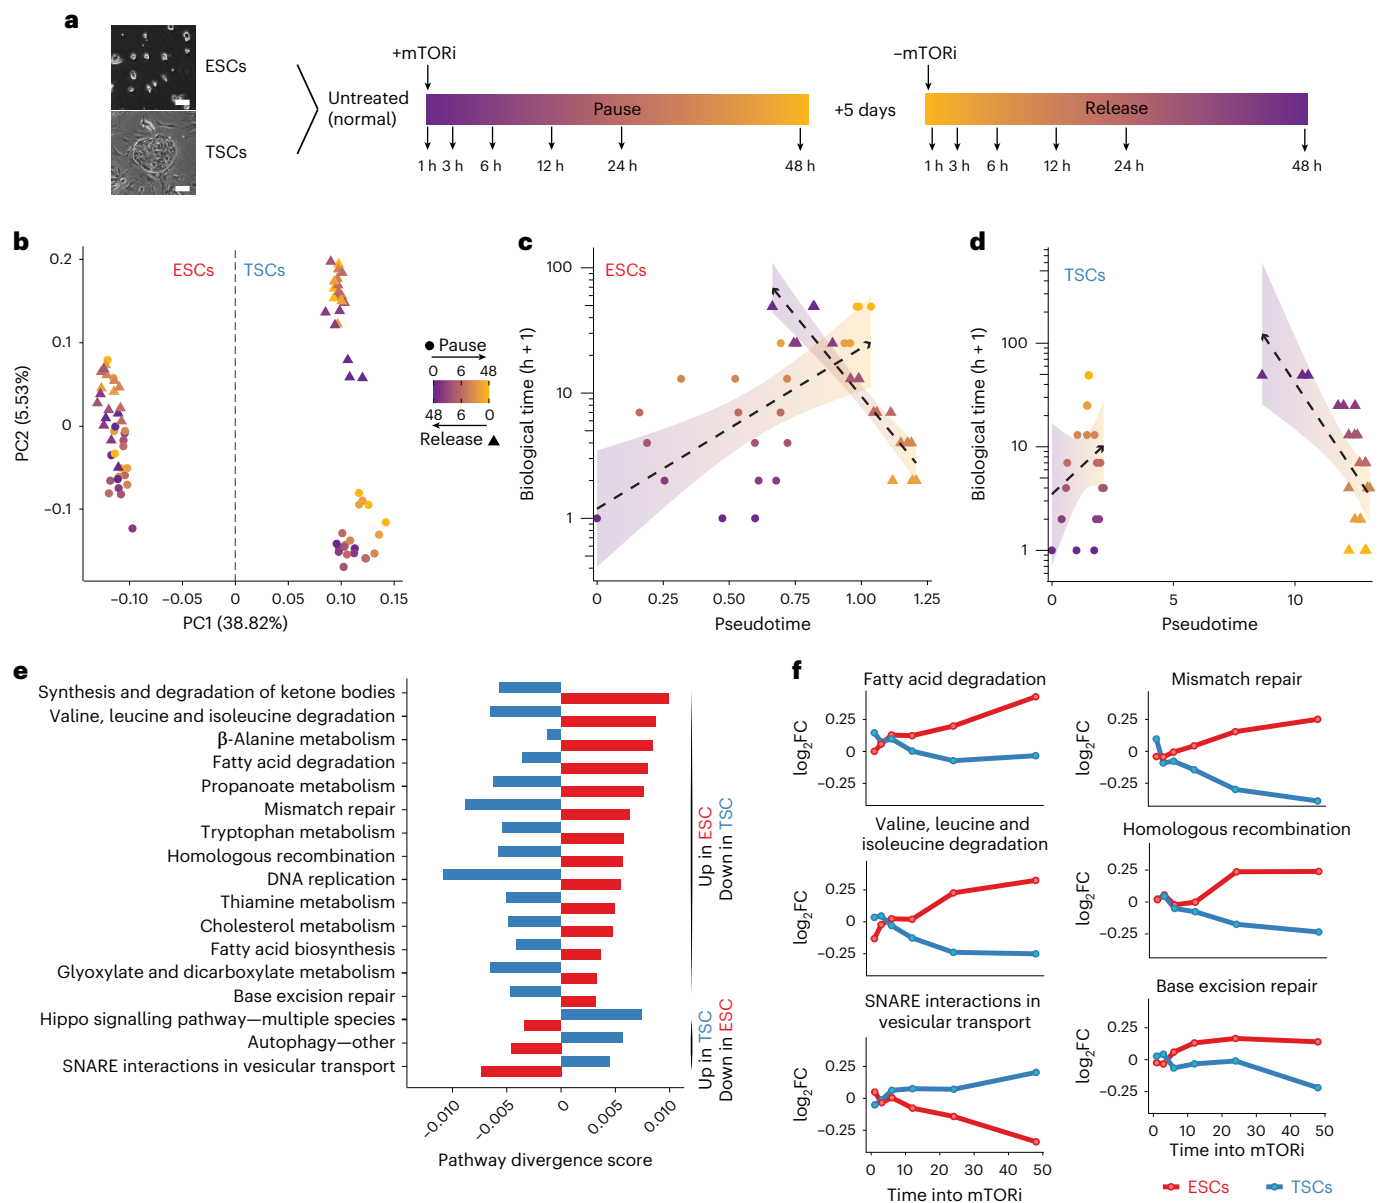 a
ESCs
TSCs
Untreated
(normal)
+mTORi
Pause
1 h 3 h 6 h 12 h 24 h 48 h
+5 days
–mTORi
Release
1 h 3 h 6 h 12 h 24 h 48 h
b
ESCs TSCs
PC2 (5.53%)
0.2
0.1
0
–0.1
–0.10 –0.05 0 0.05 0.10 0.15
PC1 (38.82%)
Pause
0 6 48
48 6 0
Release
c
ESCs
Biological time (h + 1)
100
10
1
0 0.25 0.50 0.75 1.00 1.25
Pseudotime
d
TSCs
Biological time (h + 1)
100
10
1
0 5 10
Pseudotime
e
Synthesis and degradation of ketone bodies
Valine, leucine and isoleucine degradation
β-Alanine metabolism
Fatty acid degradation
Propanoate metabolism
Mismatch repair
Tryptophan metabolism
Homologous recombination
DNA replication
Thiamine metabolism
Cholesterol metabolism
Fatty acid biosynthesis
Glyoxylate and dicarboxylate metabolism
Base excision repair
Hippo signalling pathway—multiple species
Autophagy—other
SNARE interactions in vesicular transport
–0.010 –0.005 0 0.005 0.010
Pathway divergence score
Up in ESC
Down in TSC
Up in TSC
Down in ESC
f
Fatty acid degradation
log2FC
0.25
0
–0.25
Mismatch repair
log2FC
0.25
0
–0.25
Valine, leucine and
isoleucine degradation
log2FC
0.25
0
–0.25
Homologous recombination
log2FC
0.25
0
–0.25
SNARE interactions in
vesicular transport
log2FC
0.25
0
–0.25
0 10 20 30 40 50
Time into mTORi
Base excision repair
log2FC
0.25
0
–0.25
0 10 20 30 40 50
Time into mTORi
ESCs TSCs